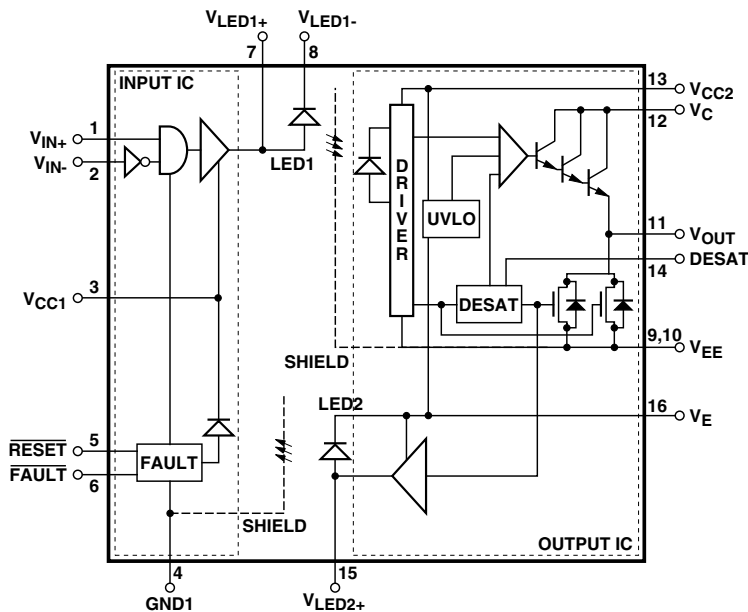 VLED1+
VLED1-
7
8
INPUT IC
13
VCC2
VC
12
1
VIN+
VIN-
2
LED1
DRIVER
UVLO
11
VOUT
DESAT
14
3
VCC1
DESAT
9,10
VEE
SHIELD
LED2
16
VE
5
RESET
FAULT
FAULT
6
SHIELD
OUTPUT IC
4
15
GND1
VLED2+